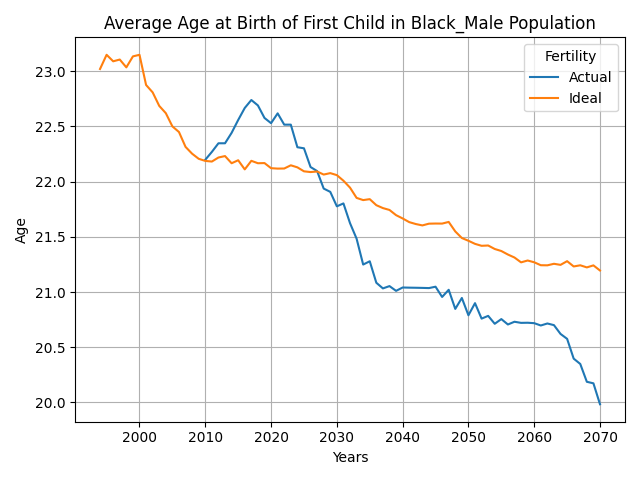 Average Age at Birth of First Child in Black_Male Population
Fertility
Actual
Ideal
Age
23.0
22.5
22.0
21.5
21.0
20.5
20.0
2000 2010 2020 2030 2040 2050 2060 2070
Years